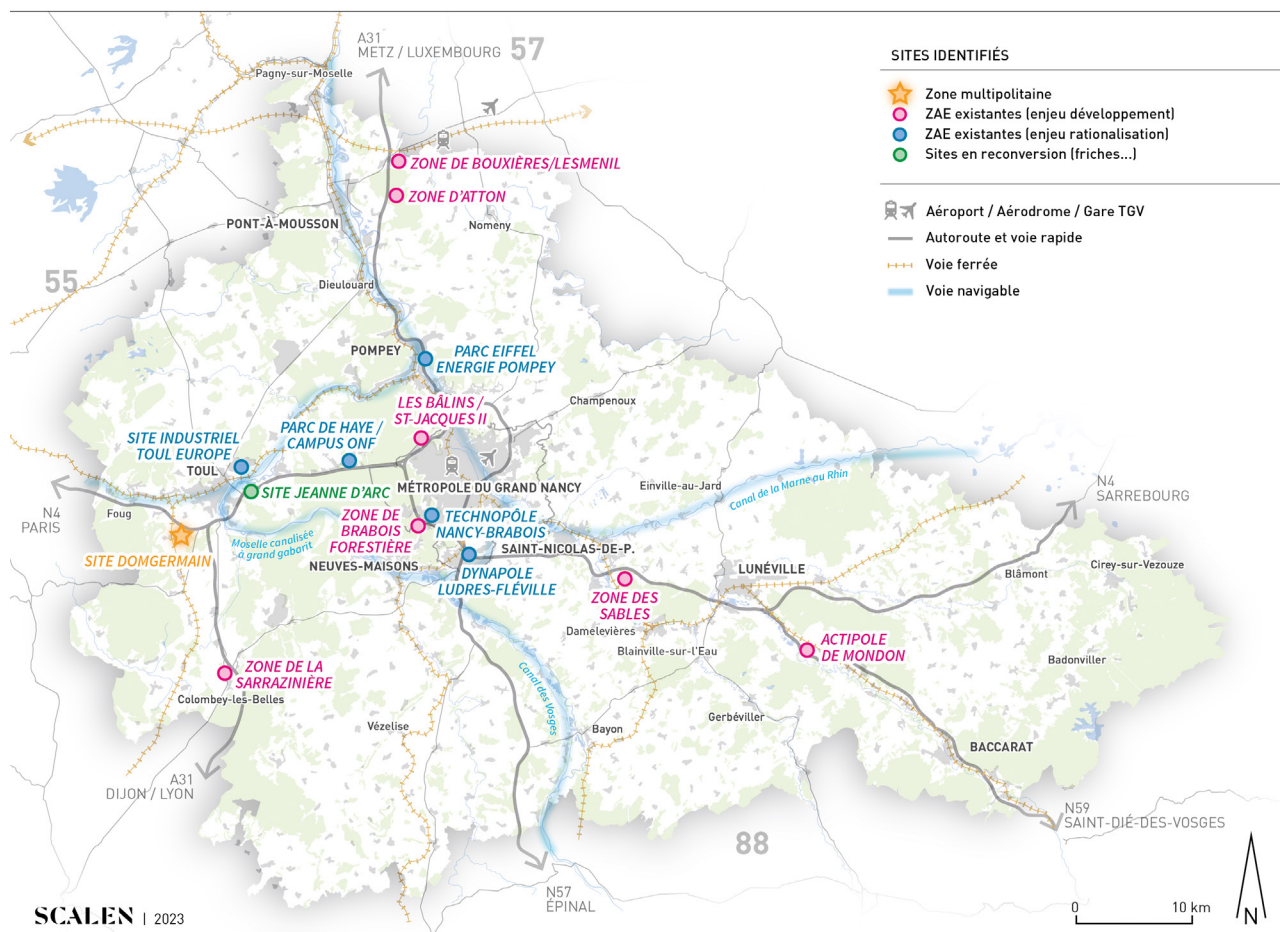 A31
METZ / LUXEMBOURG
57
Pagny-sur-Moselle
SITES IDENTIFIÉS
Zone multipolitaine
ZAE existantes (enjeu développement)
ZAE existantes (enjeu rationalisation)
Sites en reconversion (friches...)
Aéroport / Aérodrome / Gare TGV
Autoroute et voie rapide
Voie ferrée
Voie navigable
ZONE DE BOUXIÈRES/LESMENIL
ZONE D'ATTON
PONT-À-MOUSSON
Nomeny
55
Dieulouard
POMPEY
PARC EIFFEL
ENERGIE POMPEY
LES BÂLINS /
ST-JACQUES II
Champenoux
PARC DE HAYE /
CAMPUS ONF
SITE INDUSTRIEL
TOUL EUROPE
TOUL
SITE JEANNE D'ARC
MÉTROPOLE DU GRAND NANCY
Einville-au-Jard
Canal de la Marne au Rhin
N4
SARREBOURG
N4
PARIS
Foug
ZONE DE
BRABOIS
FORESTIÈRE
TECHNOPÔLE
NANCY-BRABOIS
Moselle canalisée
à grand gabarit
SITE DOMGERMAIN
NEUVES-MAISONS
SAINT-NICOLAS-DE-P.
DYNAPOLE
LUDRES-FLÉVILLE
LUNÉVILLE
Blâmont
Cirey-sur-Vezouze
ZONE DES
SABLES
Damelevières
Blainville-sur-l'Eau
ACTIPOLE
DE MONDON
Badonviller
ZONE DE LA
SARRAZINIÈRE
Colombey-les-Belles
Canal des Vosges
Vézelise
Bayon
Gerbéviller
BACCARAT
A31
DIJON / LYON
N59
SAINT-DIÉ-DES-VOSGES
88
N57
ÉPINAL
SCALEN | 2023
0 10 km
N